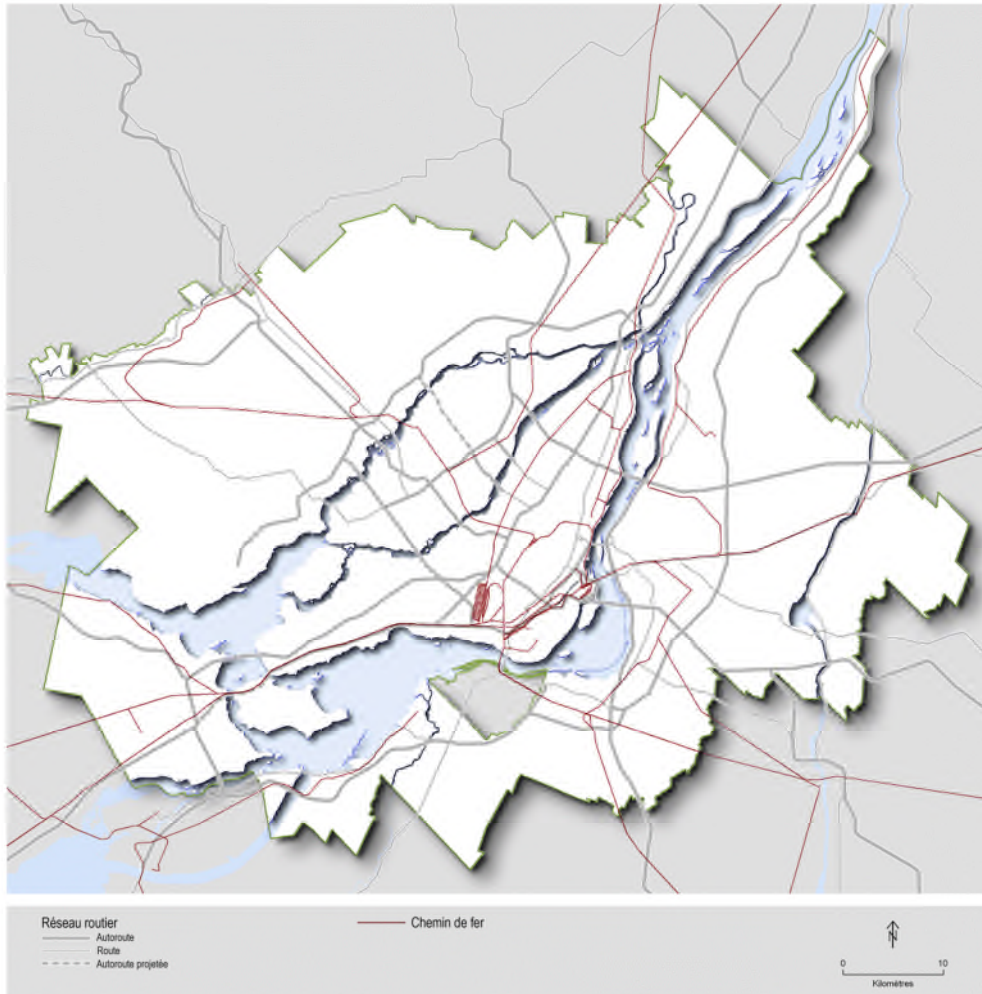 Réseau routier
Autoroute
Route
Autoroute projetée
Chemin de fer
N
0 10
Kilomètres